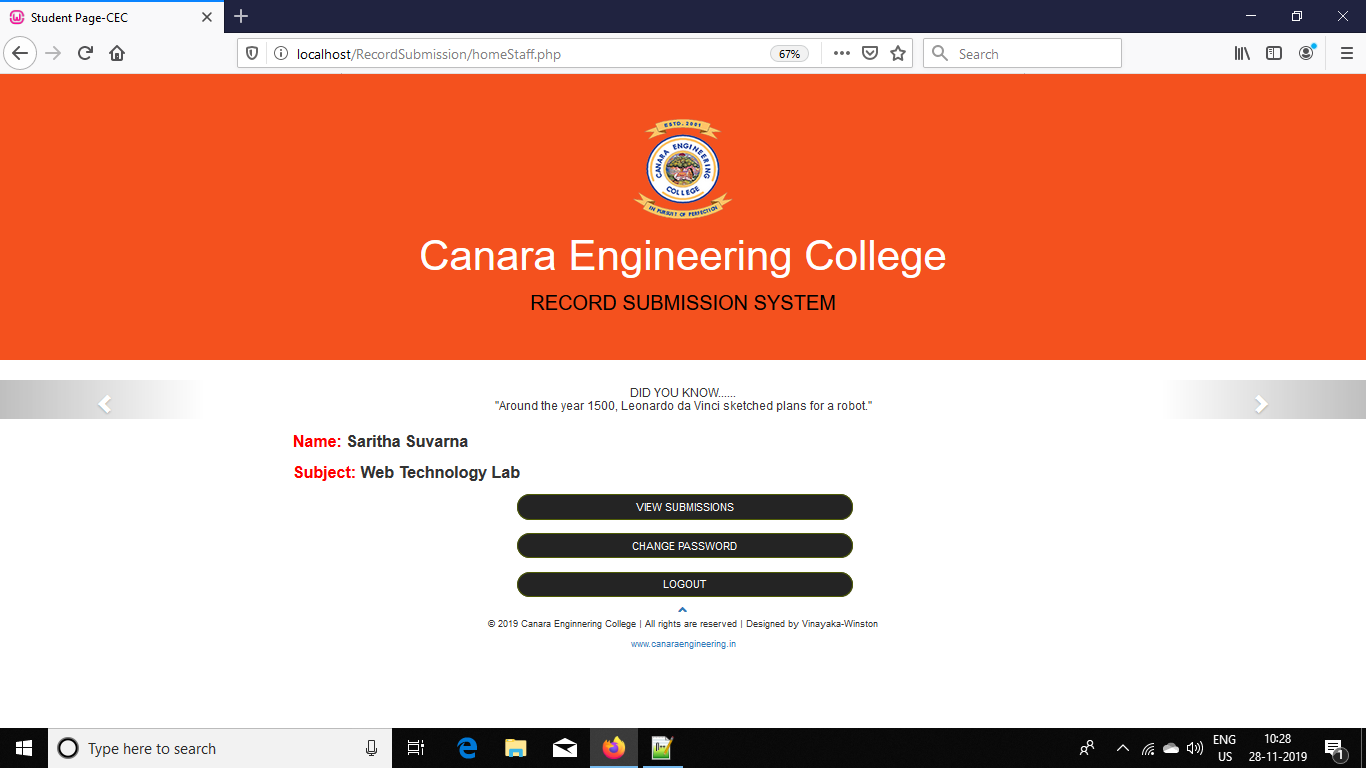 Student Page-CEC
localhost/RecordSubmission/homeStaff.php
67%
Search
ESTD. 2001
CANARA ENGINEERING
COLLEGE
IN PURSUIT OF PERFECTION
Canara Engineering College
RECORD SUBMISSION SYSTEM
DID YOU KNOW......
"Around the year 1500, Leonardo da Vinci sketched plans for a robot."
Name: Saritha Suvarna
Subject: Web Technology Lab
VIEW SUBMISSIONS
CHANGE PASSWORD
LOGOUT
© 2019 Canara Enginnering College | All rights are reserved | Designed by Vinayaka-Winston
www.canaraengineering.in
Type here to search
ENG
US
10:28
28-11-2019
1